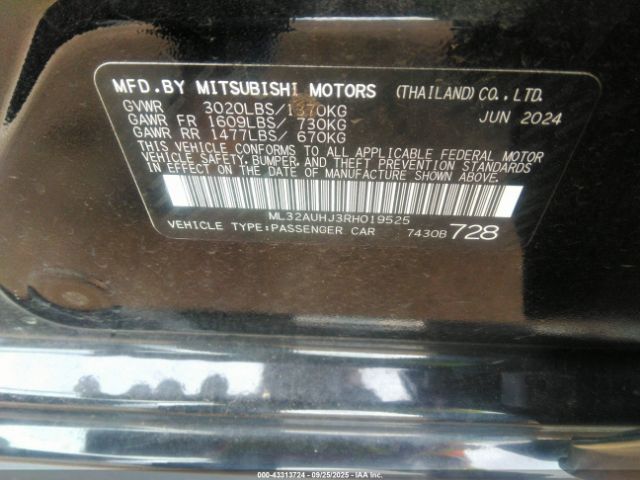 MFD.BY MITSUBISHI MOTORS (THAILAND)CO.,LTD.
GVWR 3020LBS/1370KG JUN 2024
GAWR FR 1609LBS/ 730KG
GAWR RR 1477LBS/ 670KG
THIS VEHICLE CONFORMS TO ALL APPLICABLE FEDERAL MOTOR
VEHICLE SAFETY,BUMPER,AND THEFT PREVENTION STANDARDS
IN EFFECT ON THE DATE OF MANUFACTURE SHOWN ABOVE.
ML32AUHJ3RH019525
VEHICLE TYPE:PASSENGER CAR 7430B 728
00-43313724 - 09/25/2025 - IAA Inc.